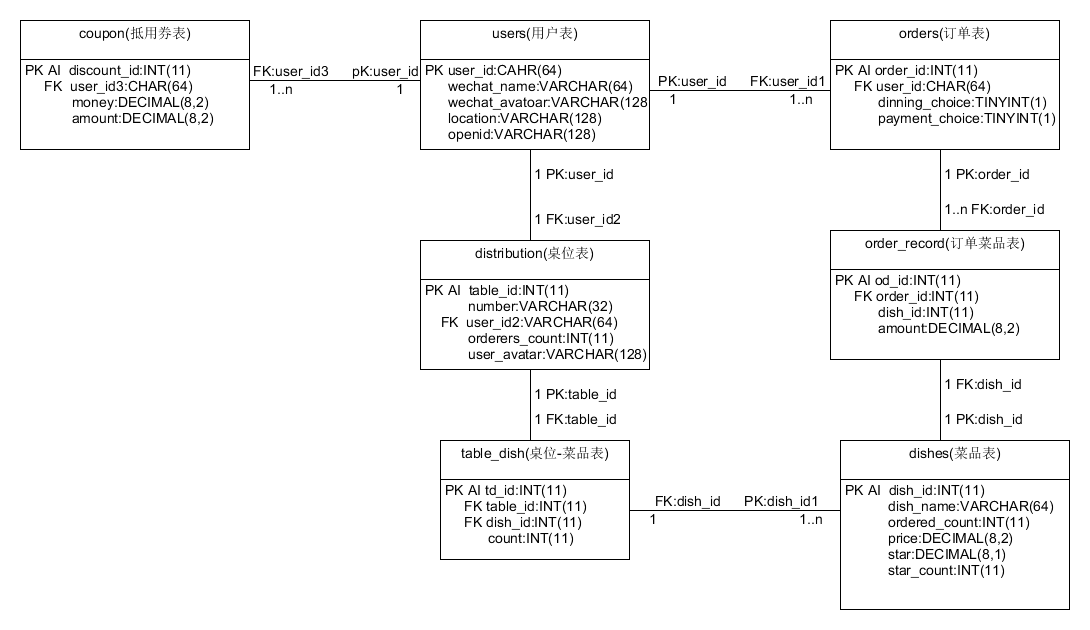 coupon(抵用券表)
PK AI discount_id:INT(11)
FK user_id3:CHAR(64)
money:DECIMAL(8,2)
amount:DECIMAL(8,2)
FK:user_id3
pK:user_id
1..n
1
users(用户表)
PK user_id:CAHR(64)
wechat_name:VARCHAR(64)
wechat_avatoar:VARCHAR(128
location:VARCHAR(128)
openid:VARCHAR(128)
PK:user_id
FK:user_id1
1
1..n
orders(订单表)
PK AI order_id:INT(11)
FK user_id:CHAR(64)
dinning_choice:TINYINT(1)
payment_choice:TINYINT(1)
1 PK:user_id
1 FK:user_id2
1 PK:order_id
1..n FK:order_id
distribution(桌位表)
PK AI table_id:INT(11)
number:VARCHAR(32)
FK user_id2:VARCHAR(64)
orderers_count:INT(11)
user_avatar:VARCHAR(128)
order_record(订单菜品表)
PK AI od_id:INT(11)
FK order_id:INT(11)
dish_id:INT(11)
amount:DECIMAL(8,2)
1 PK:table_id
1 FK:table_id
1 FK:dish_id
1 PK:dish_id
table_dish(桌位-菜品表)
PK AI td_id:INT(11)
FK table_id:INT(11)
FK dish_id:INT(11)
count:INT(11)
FK:dish_id
PK:dish_id1
1
1..n
dishes(菜品表)
PK AI dish_id:INT(11)
dish_name:VARCHAR(64)
ordered_count:INT(11)
price:DECIMAL(8,2)
star:DECIMAL(8,1)
star_count:INT(11)